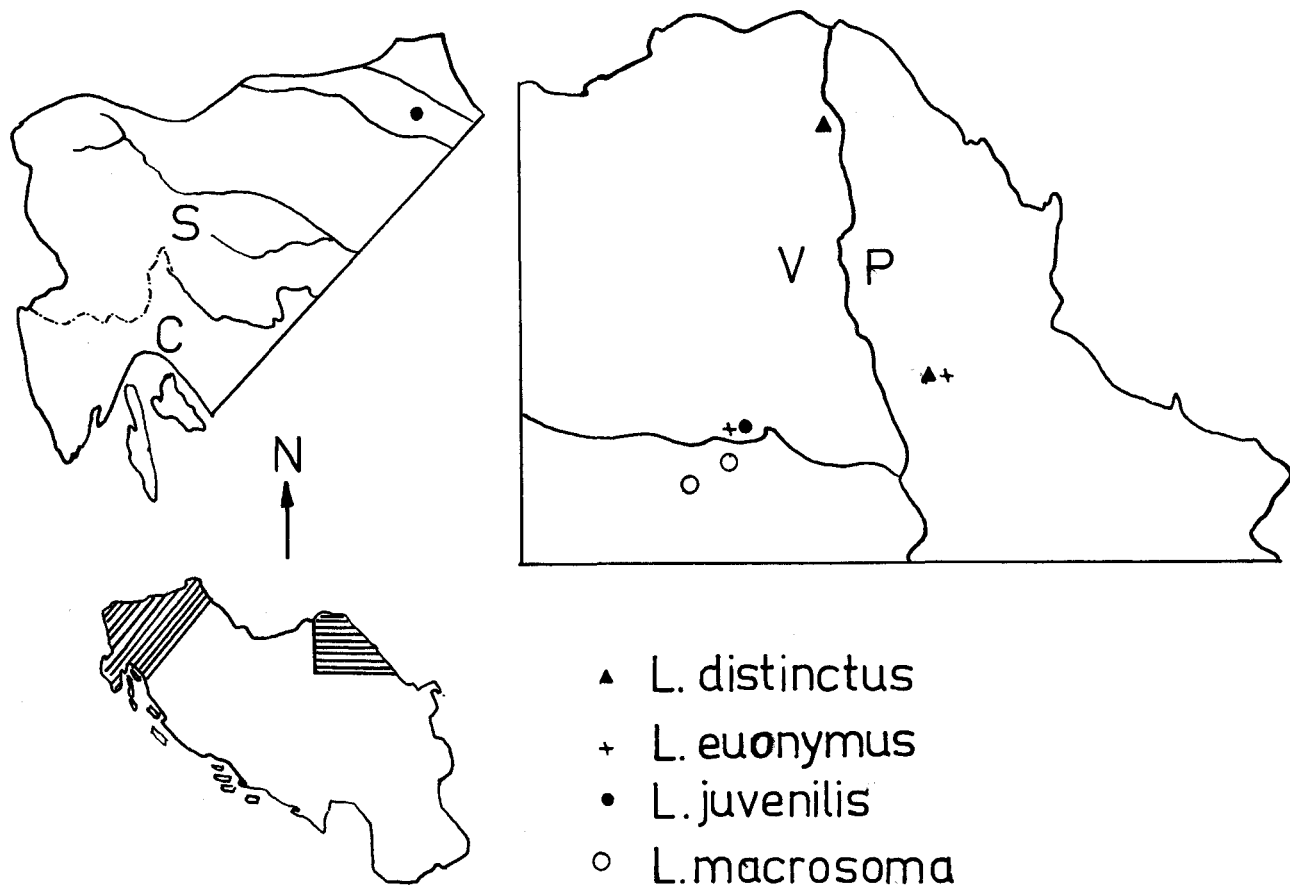 S
C
N
V P
L. distinctus
L. euonymus
L. juvenilis
L. macrosoma